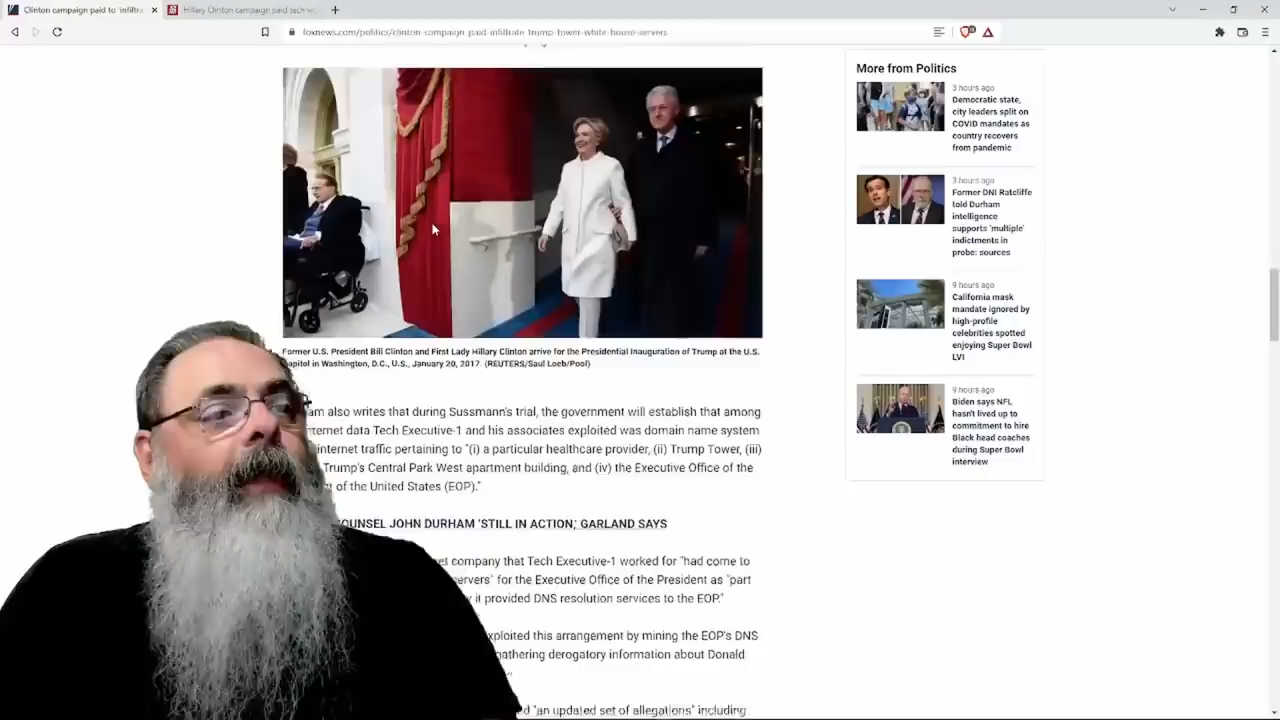 Clinton campaign paid to 'infiltra
Hillary Clinton campaign paid tech wo
foxnews.com/politics/clinton-campaign-paid-infiltrate-trump-tower-white-house-servers
Former U.S. President Bill Clinton and First Lady Hillary Clinton arrive for the Presidential Inauguration of Trump at the U.S.
apitol in Washington, D.C., U.S., January 20, 2017. (REUTERS/Saul Loeb/Pool)
am also writes that during Sussmann's trial, the government will establish that among
nternet data Tech Executive-1 and his associates exploited was domain name system
internet traffic pertaining to "(i) a particular healthcare provider, (ii) Trump Tower, (iii)
Trump's Central Park West apartment building, and (iv) the Executive Office of the
of the United States (EOP)."
OUNSEL JOHN DURHAM 'STILL IN ACTION,' GARLAND SAYS
et company that Tech Executive-1 worked for "had come to
ervers" for the Executive Office of the President as "part
y it provided DNS resolution services to the EOP."
xploited this arrangement by mining the EOP's DNS
gathering derogatory information about Donald
d "an updated set of allegations" including
More from Politics
3 hours ago
Democratic state,
city leaders split on
COVID mandates as
country recovers
from pandemic
3 hours ago
Former DNI Ratcliffe
told Durham
intelligence
supports 'multiple'
indictments in
probe: sources
9 hours ago
California mask
mandate ignored by
high-profile
celebrities spotted
enjoying Super Bowl
LVI
9 hours ago
Biden says NFL
hasn't lived up to
commitment to hire
Black head coaches
during Super Bowl
interview